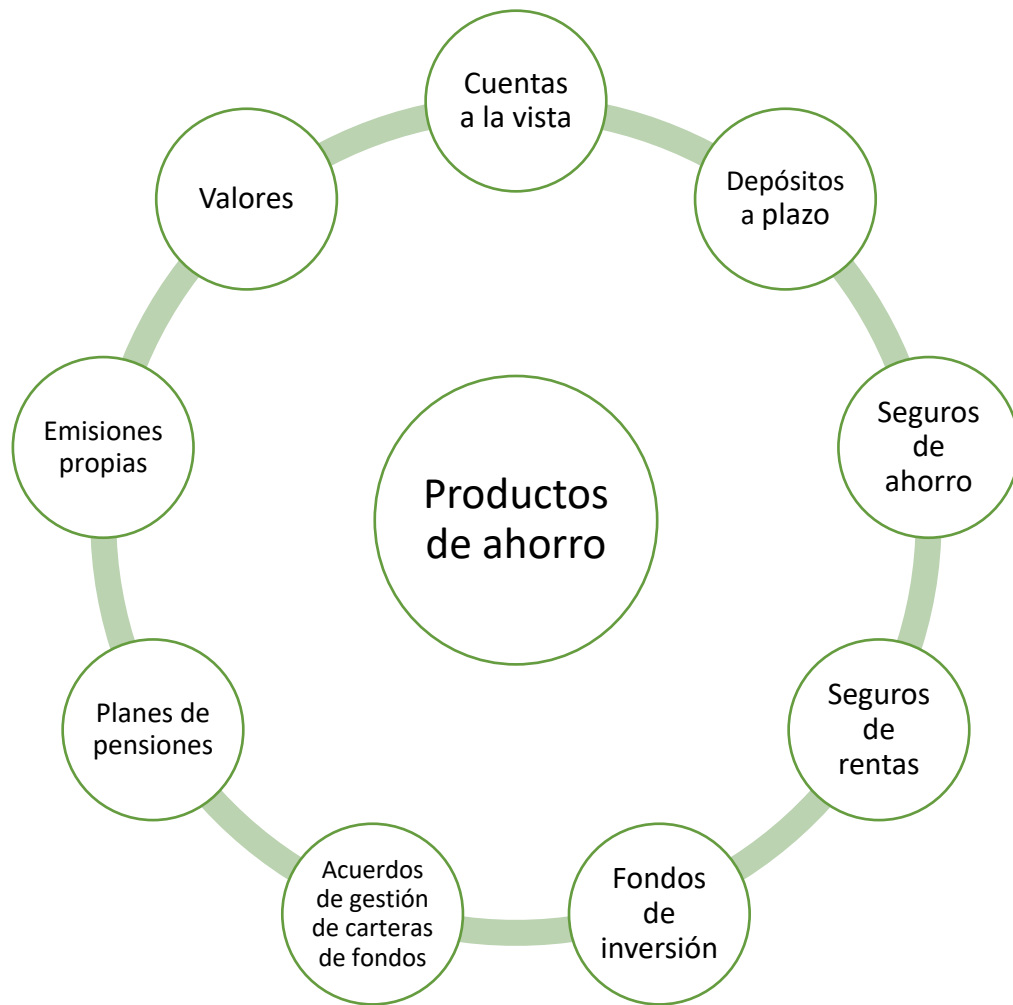 Cuentas
a la vista
Depósitos
a plazo
Seguros
de
ahorro
Seguros
de
rentas
Fondos
de
inversión
Acuerdos
de gestión
de carteras
de fondos
Planes de
pensiones
Emisiones
propias
Valores
Productos
de ahorro